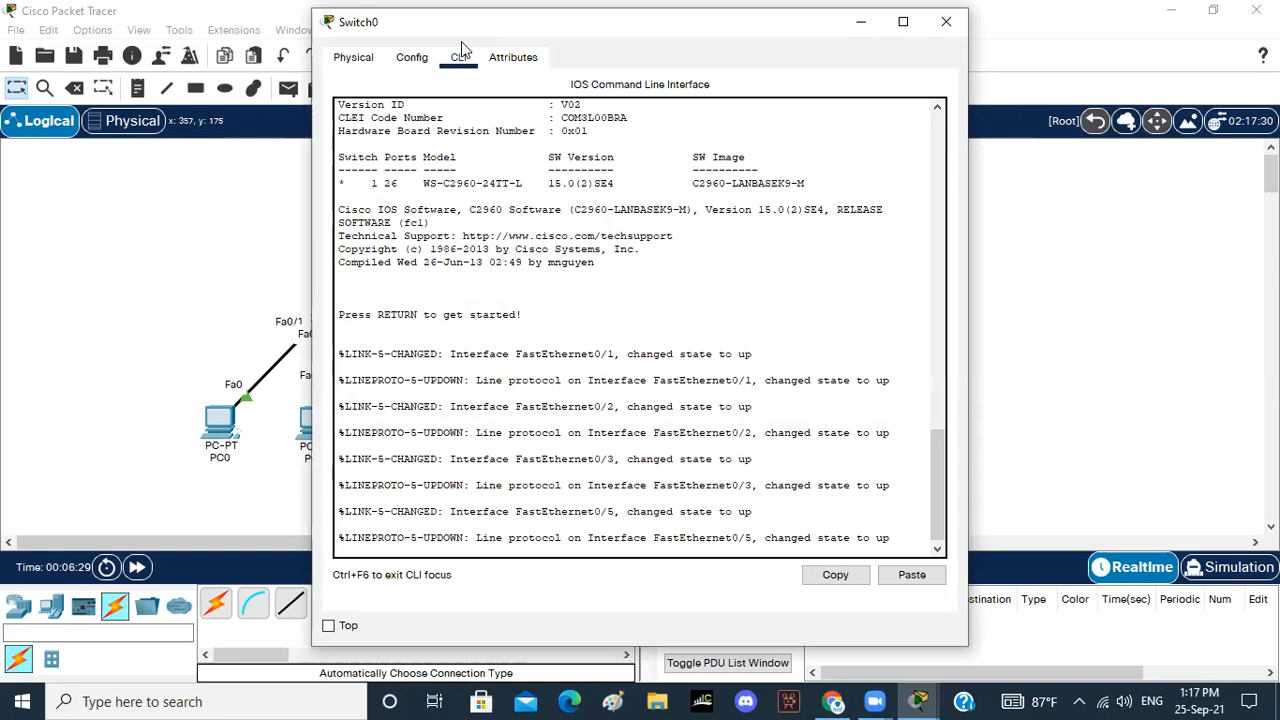 Cisco Packet Tracer
File Edit Options View Tools Extensions Window
Switch0
Physical Config CLI Attributes
IOS Command Line Interface
Logical Physical x: 357, y: 175
[Root] 02:17:30
Version ID : V02
CLEI Code Number : COM3L00BRA
Hardware Board Revision Number : 0x01
Switch Ports Model SW Version SW Image
------ ----- ----- ---------- ----------
* 1 26 WS-C2960-24TT-L 15.0(2)SE4 C2960-LANBASEK9-M
Cisco IOS Software, C2960 Software (C2960-LANBASEK9-M), Version 15.0(2)SE4, RELEASE
SOFTWARE (fc1)
Technical Support: http://www.cisco.com/techsupport
Copyright (c) 1986-2013 by Cisco Systems, Inc.
Compiled Wed 26-Jun-13 02:49 by mnguyen
Press RETURN to get started!
%LINK-5-CHANGED: Interface FastEthernet0/1, changed state to up
%LINEPROTO-5-UPDOWN: Line protocol on Interface FastEthernet0/1, changed state to up
%LINK-5-CHANGED: Interface FastEthernet0/2, changed state to up
%LINEPROTO-5-UPDOWN: Line protocol on Interface FastEthernet0/2, changed state to up
%LINK-5-CHANGED: Interface FastEthernet0/3, changed state to up
%LINEPROTO-5-UPDOWN: Line protocol on Interface FastEthernet0/3, changed state to up
%LINK-5-CHANGED: Interface FastEthernet0/5, changed state to up
%LINEPROTO-5-UPDOWN: Line protocol on Interface FastEthernet0/5, changed state to up
Fa0/1
Fa0
Fa0
PC-PT
PC0
Ctrl+F6 to exit CLI focus
Copy Paste
Top
Time: 00:06:29
Realtime Simulation
stination Type Color Time(sec) Periodic Num Edit
Toggle PDU List Window
Automatically Choose Connection Type
Type here to search
87°F ENG
1:17 PM
25-Sep-21